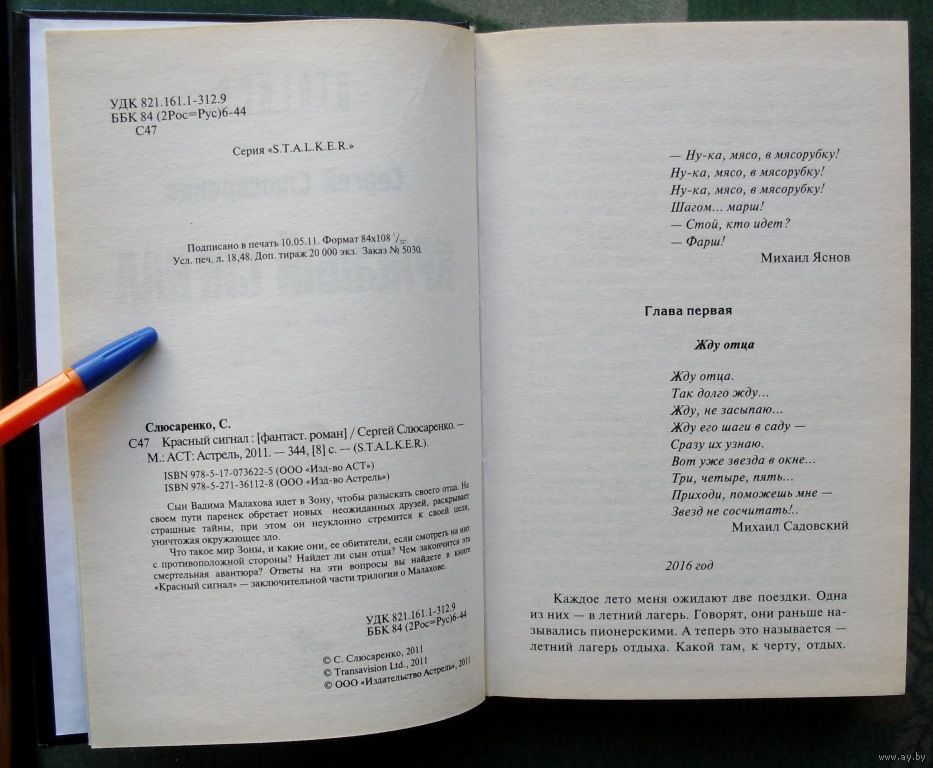 УДК 821.161.1-312.9
ББК 84 (2Рос=Рус)6-44
С47
Серия «S.T.A.L.K.E.R.»
Подписано в печать 10.05.11. Формат 84х108 1/32.
Усл. печ. л. 18,48. Доп. тираж 20 000 экз. Заказ № 5030.
Слюсаренко, С.
С47 Красный сигнал : [фантаст. роман] / Сергей Слюсаренко. –
М.: АСТ: Астрель, 2011. — 344, [8] с. — (S.T.A.L.K.E.R.).
ISBN 978-5-17-073622-5 (ООО «Изд-во АСТ»)
ISBN 978-5-271-36112-8 (ООО «Изд-во Астрель»)
Сын Вадима Малахова идет в Зону, чтобы разыскать своего отца. На
своем пути паренек обретает новых неожиданных друзей, раскрывает
страшные тайны, при этом он неуклонно стремится к своей цели,
уничтожая окружающее зло.
Что такое мир Зоны, и какие они, ее обитатели, если смотреть на них
с противоположной стороны? Найдет ли сын отца? Чем закончится эта
смертельная авантюра? Ответы на эти вопросы вы найдете в книге
«Красный сигнал» — заключительной части трилогии о Малахове.
УДК 821.161.1-312.9
ББК 84 (2Рос=Рус)6-44
© С. Слюсаренко, 2011
© Transavision Ltd., 2011
© ООО «Издательство Астрель», 2011
— Ну-ка, мясо, в мясорубку!
Ну-ка, мясо, в мясорубку!
Ну-ка, мясо, в мясорубку!
Шагом... марш!
— Стой, кто идет?
— Фарш!
Михаил Яснов
Глава первая
Жду отца
Жду отца.
Так долго жду...
Жду, не засыпаю...
Жду его шаги в саду —
Сразу их узнаю.
Вот уже звезда в окне...
Три, четыре, пять...
Приходи, поможешь мне —
Звезд не сосчитать!..
Михаил Садовский
2016 год
Каждое лето меня ожидают две поездки. Одна
из них — в летний лагерь. Говорят, они раньше на-
зывались пионерскими. А теперь это называется —
летний лагерь отдыха. Какой там, к черту, отдых.
www.ay.by